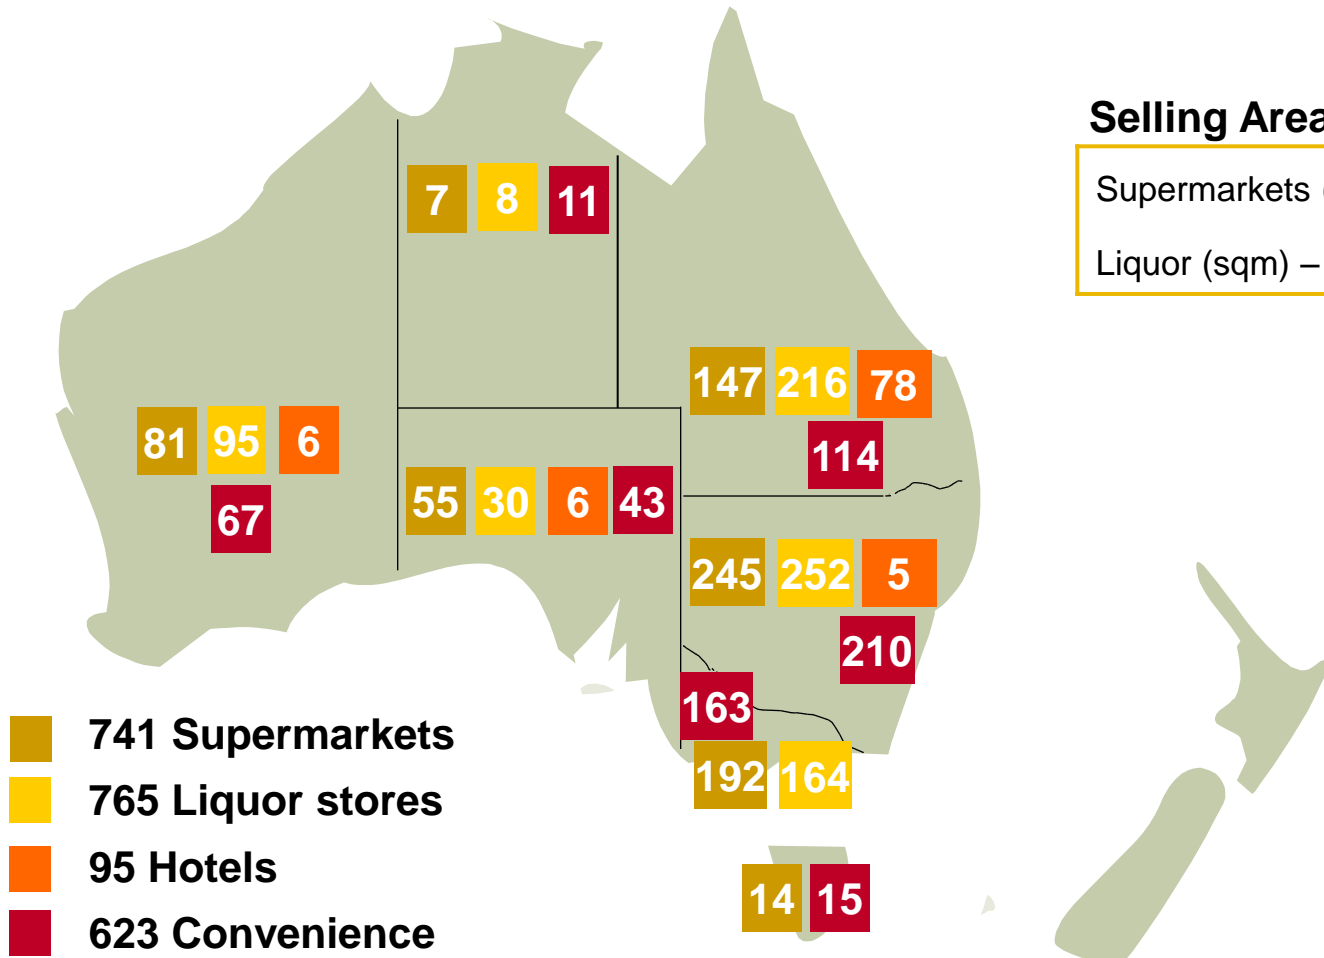 Selling Area
Supermarkets
Liquor (sqm) –
7 8 11
147 216 78
114
81 95 6
67
55 30 6 43
245 252 5
210
163
192 164
14 15
741 Supermarkets
765 Liquor stores
95 Hotels
623 Convenience